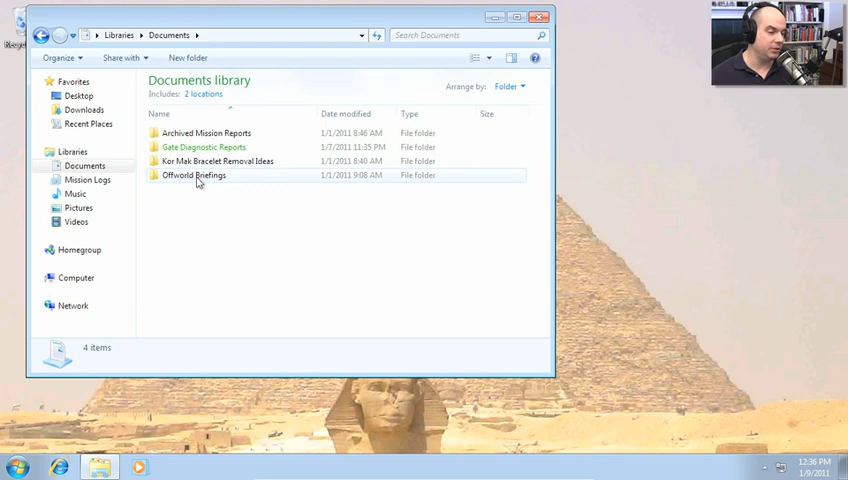 Libraries
Documents
Search Documents
Organize
Share with
New folder
Favorites
Desktop
Downloads
Recent Places
Libraries
Documents
Mission Logs
Music
Pictures
Videos
Homegroup
Computer
Network
Documents library
Includes: 2 locations
Arrange by: Folder
Name Date modified Type Size
Archived Mission Reports 1/1/2011 8:46 AM File folder
Gate Diagnostic Reports 1/7/2011 11:35 PM File folder
Kor Mak Bracelet Removal Ideas 1/1/2011 8:40 AM File folder
Offworld Briefings 1/1/2011 9:08 AM File folder
4 items
12:36 PM
1/9/2011